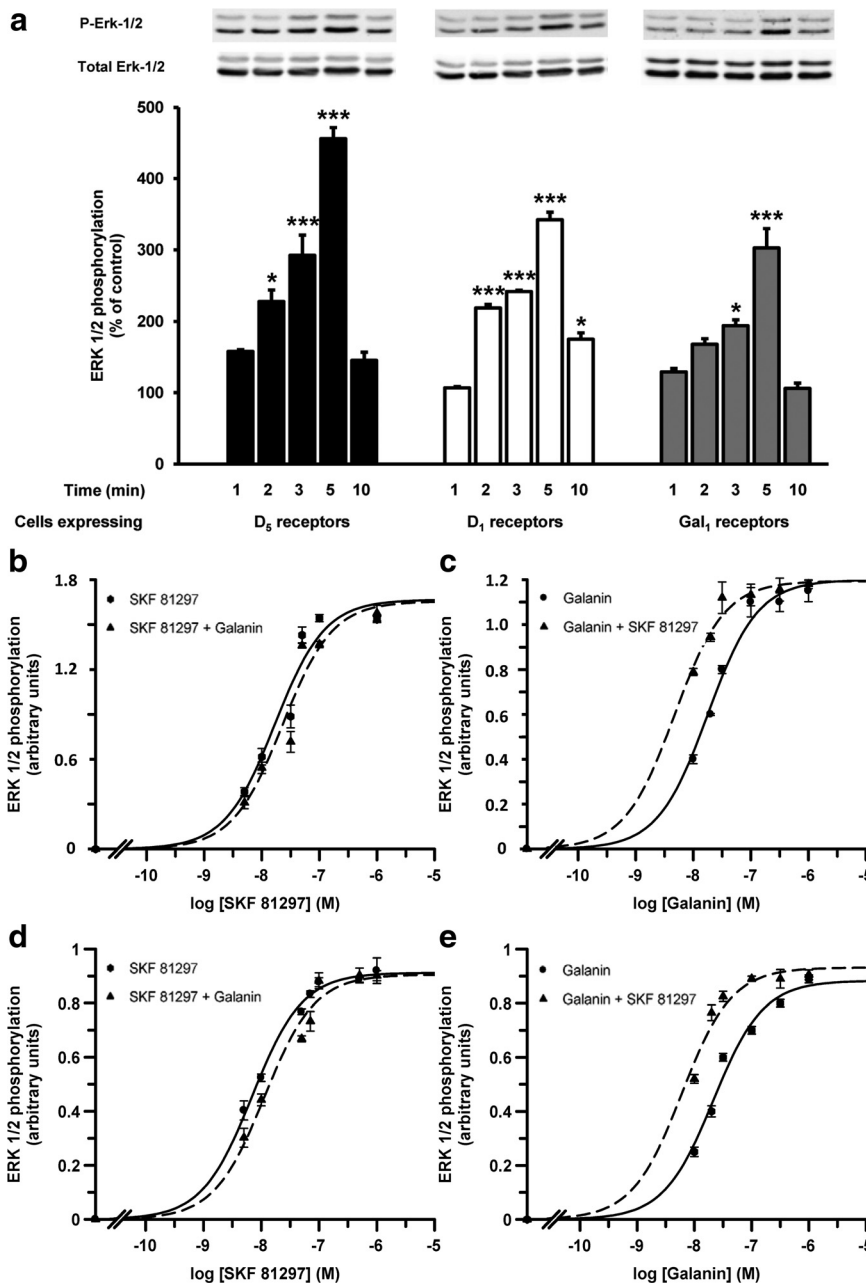 a
P-Erk-1/2
Total Erk-1/2
ERK 1/2 phosphorylation
(% of control)
500
400
300
200
100
0
*
***
***
***
***
***
*
*
***
Time (min)
1 2 3 5 10 1 2 3 5 10 1 2 3 5 10
Cells expressing
D5 receptors D1 receptors Gal1 receptors
b
ERK 1/2 phosphorylation
(arbitrary units)
1.8
1.2
0.6
0
SKF 81297
SKF 81297 + Galanin
-10 -9 -8 -7 -6 -5
log [SKF 81297] (M)
c
ERK 1/2 phosphorylation
(arbitrary units)
1.2
1
0.8
0.6
0.4
0.2
0
Galanin
Galanin + SKF 81297
-10 -9 -8 -7 -6 -5
log [Galanin] (M)
d
ERK 1/2 phosphorylation
(arbitrary units)
1
0.8
0.6
0.4
0.2
0
SKF 81297
SKF 81297 + Galanin
-10 -9 -8 -7 -6 -5
log [SKF 81297] (M)
e
ERK 1/2 phosphorylation
(arbitrary units)
1
0.8
0.6
0.4
0.2
0
Galanin
Galanin + SKF 81297
-10 -9 -8 -7 -6 -5
log [Galanin] (M)